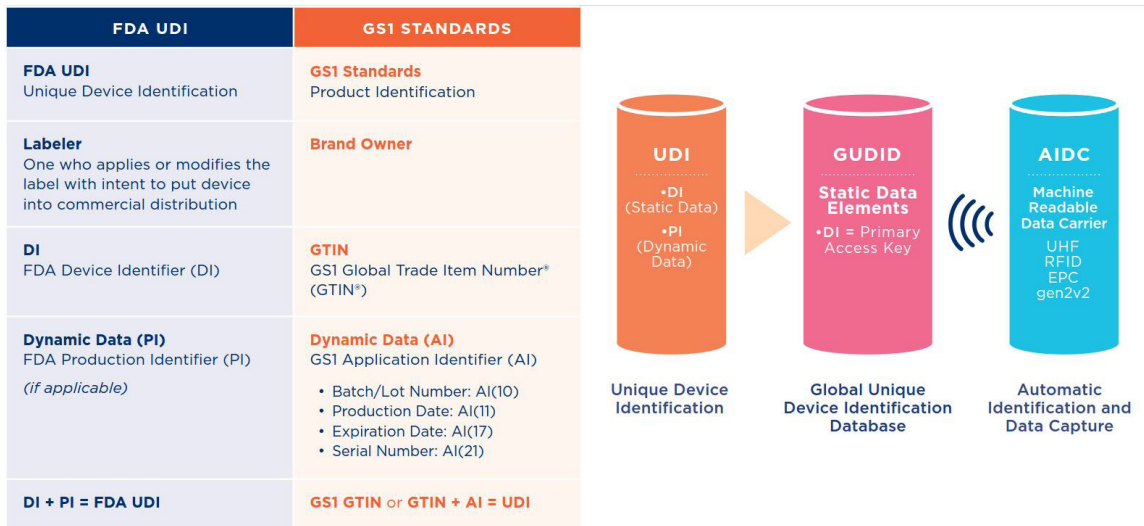 FDA UDI
GS1 STANDARDS
FDA UDI
Unique Device Identification
GS1 Standards
Product Identification
Labeler
One who applies or modifies the
label with intent to put device
into commercial distribution
Brand Owner
DI
FDA Device Identifier (DI)
GTIN
GS1 Global Trade Item Number®
(GTIN®)
Dynamic Data (PI)
FDA Production Identifier (PI)
(if applicable)
Dynamic Data (AI)
GS1 Application Identifier (AI)
• Batch/Lot Number: AI(10)
• Production Date: AI(11)
• Expiration Date: AI(17)
• Serial Number: AI(21)
DI + PI = FDA UDI
GS1 GTIN or GTIN + AI = UDI
UDI
•DI
(Static Data)
•PI
(Dynamic
Data)
Unique Device
Identification
GUDID
Static Data
Elements
•DI = Primary
Access Key
Global Unique
Device Identification
Database
AIDC
Machine
Readable
Data Carrier
UHF
RFID
EPC
gen2v2
Automatic
Identification and
Data Capture